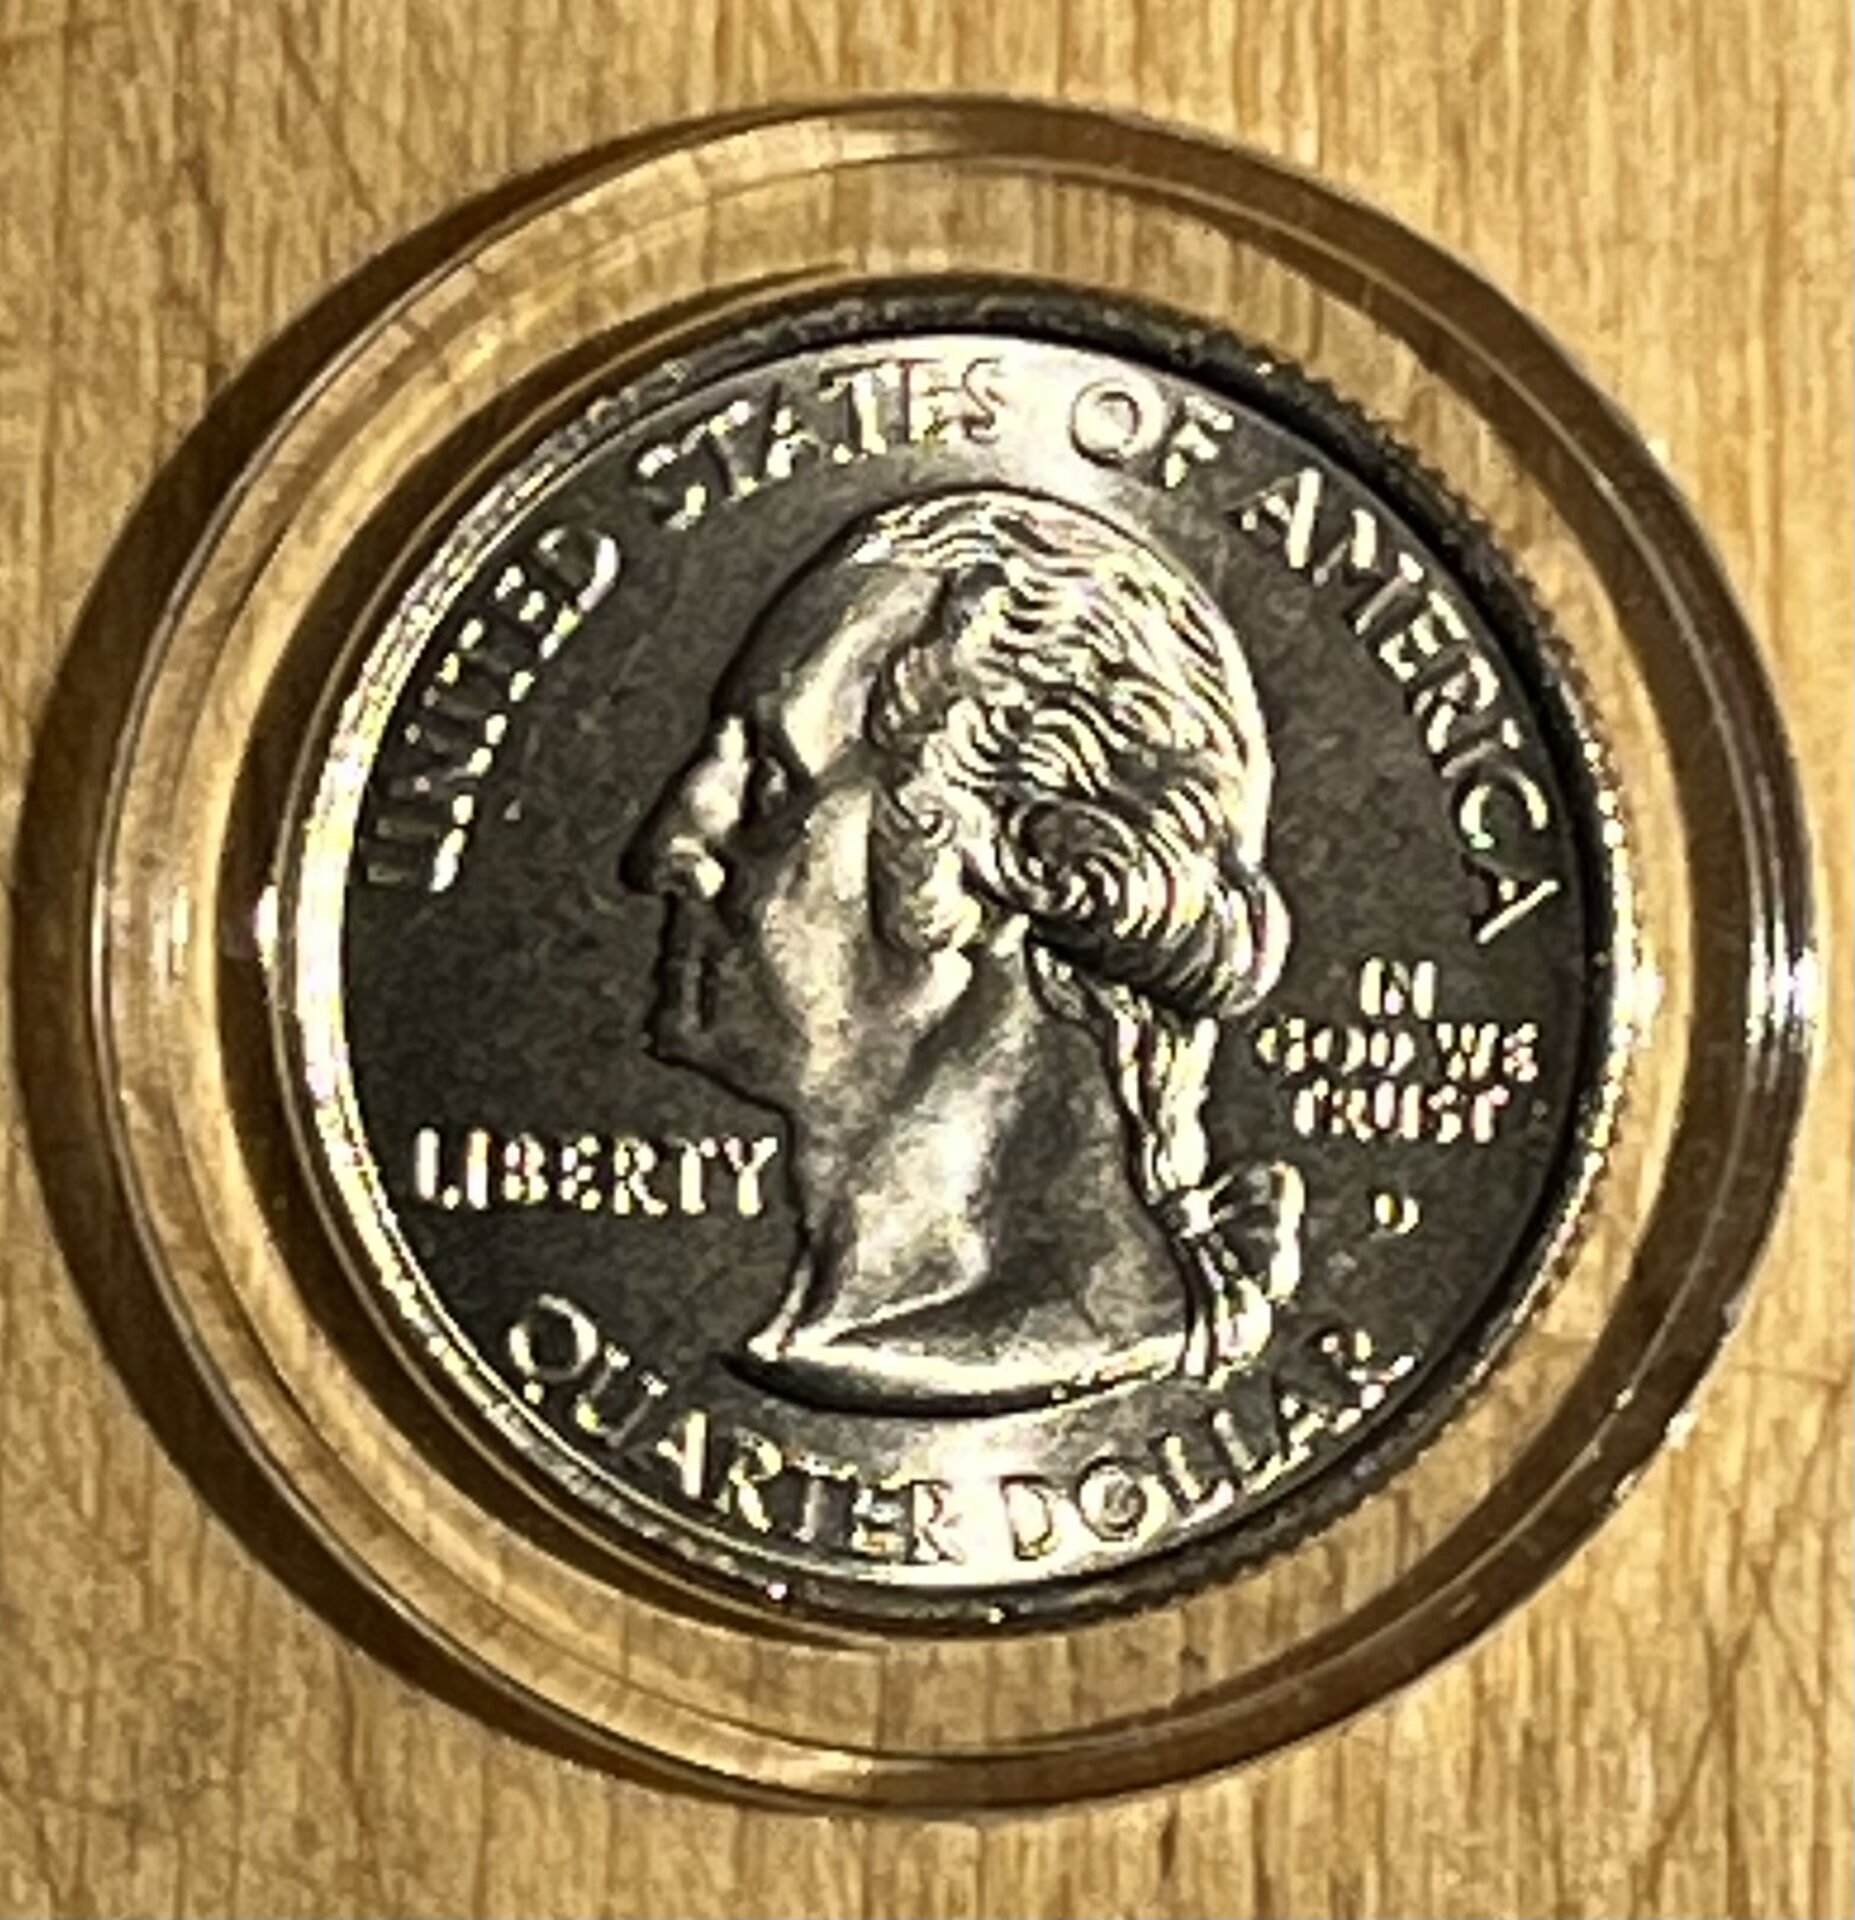 UNITED STATES OF AMERICA
LIBERTY
IN
GOD WE
TRUST
D
QUARTER DOLLAR